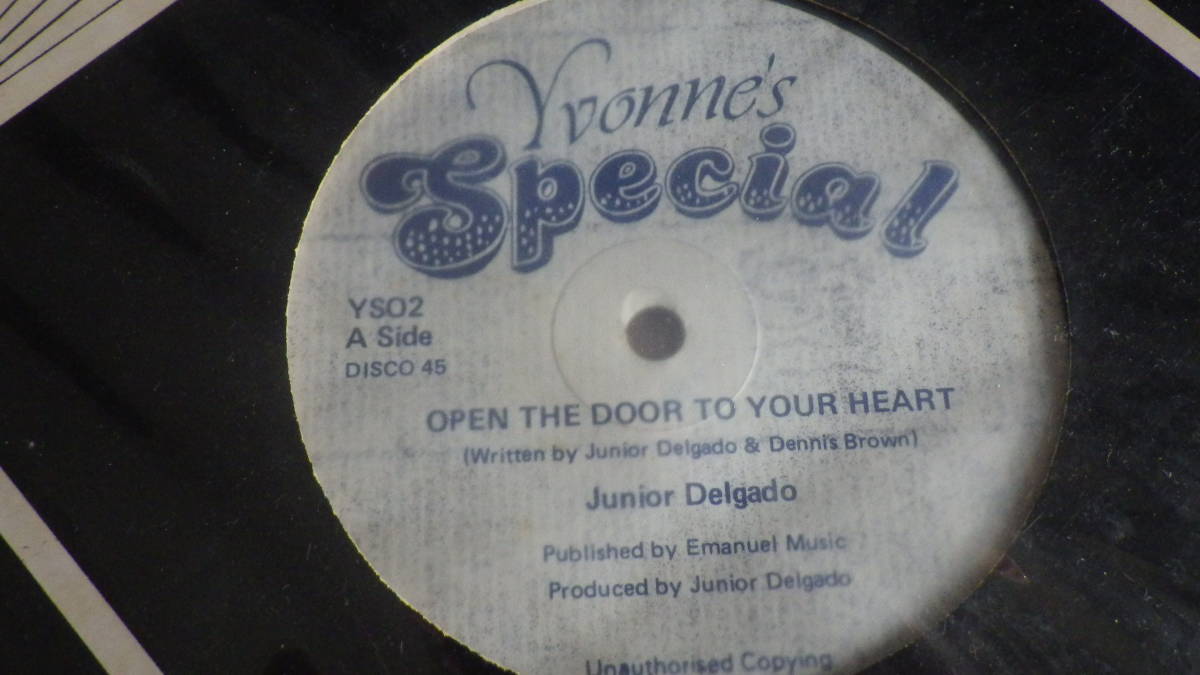 Yvonne's
Special
YS02
A Side
DISCO 45
OPEN THE DOOR TO YOUR HEART
(Written by Junior Delgado & Dennis Brown)
Junior Delgado
Published by Emanuel Music
Produced by Junior Delgado
Unauthorised Copying